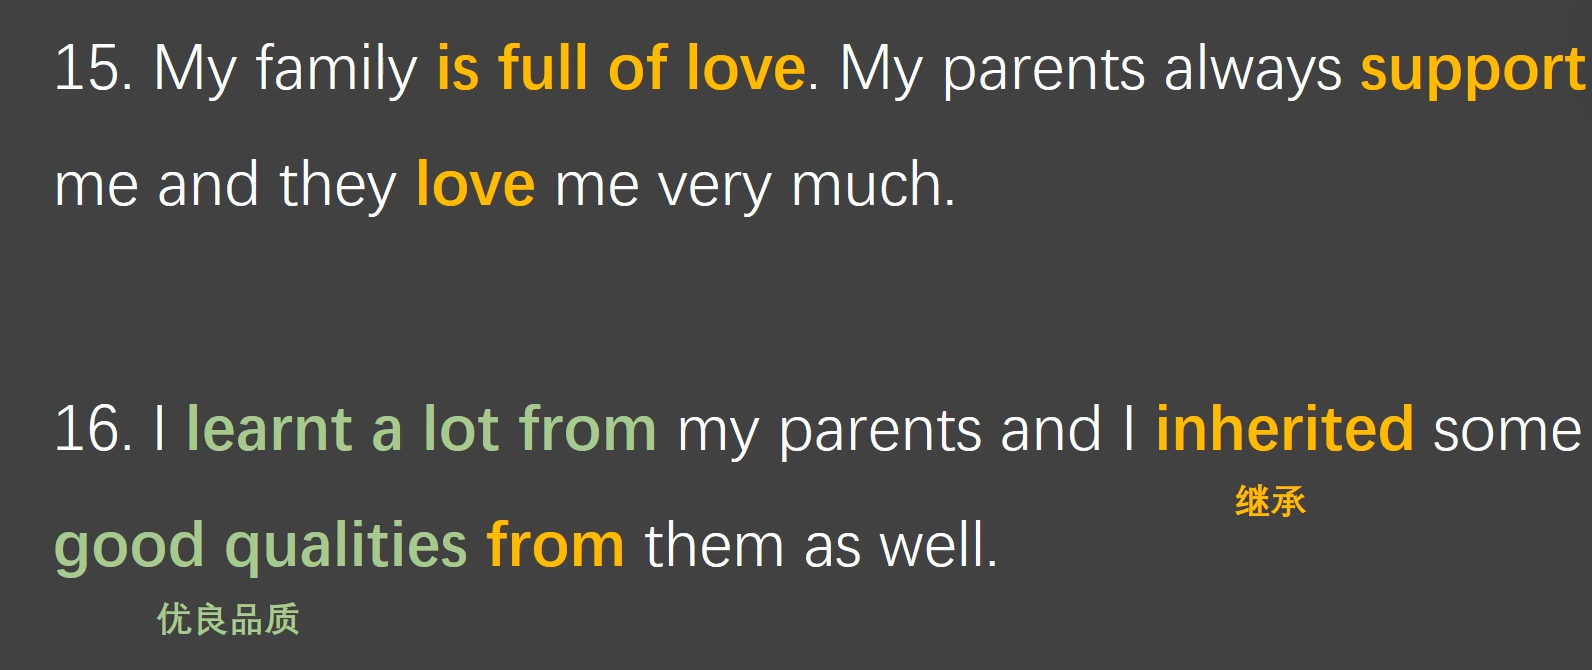 15. My family is full of love. My parents always support
me and they love me very much.
16. I learnt a lot from my parents and I inherited some
继承
good qualities from them as well.
优良品质